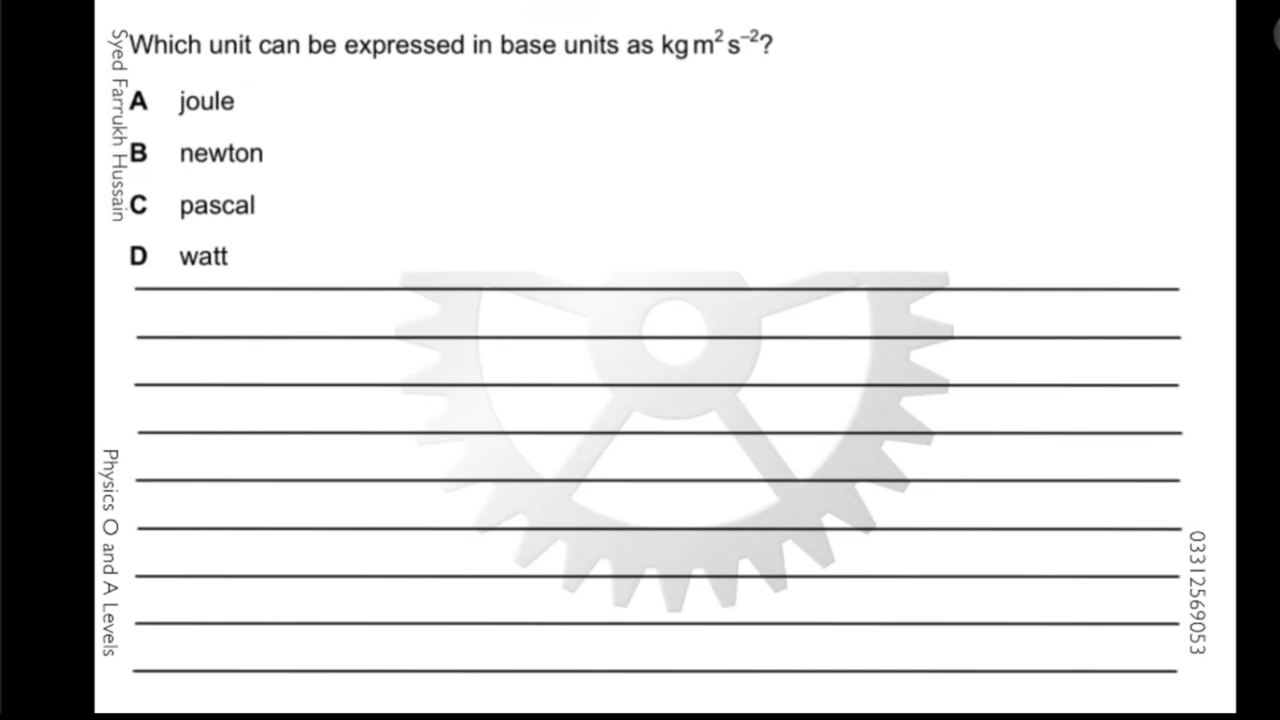 Which unit can be expressed in base units as kg m² s⁻²?
A joule
B newton
C pascal
D watt
Syed Farrukh Hussain
Physics O and A Levels
03312569053